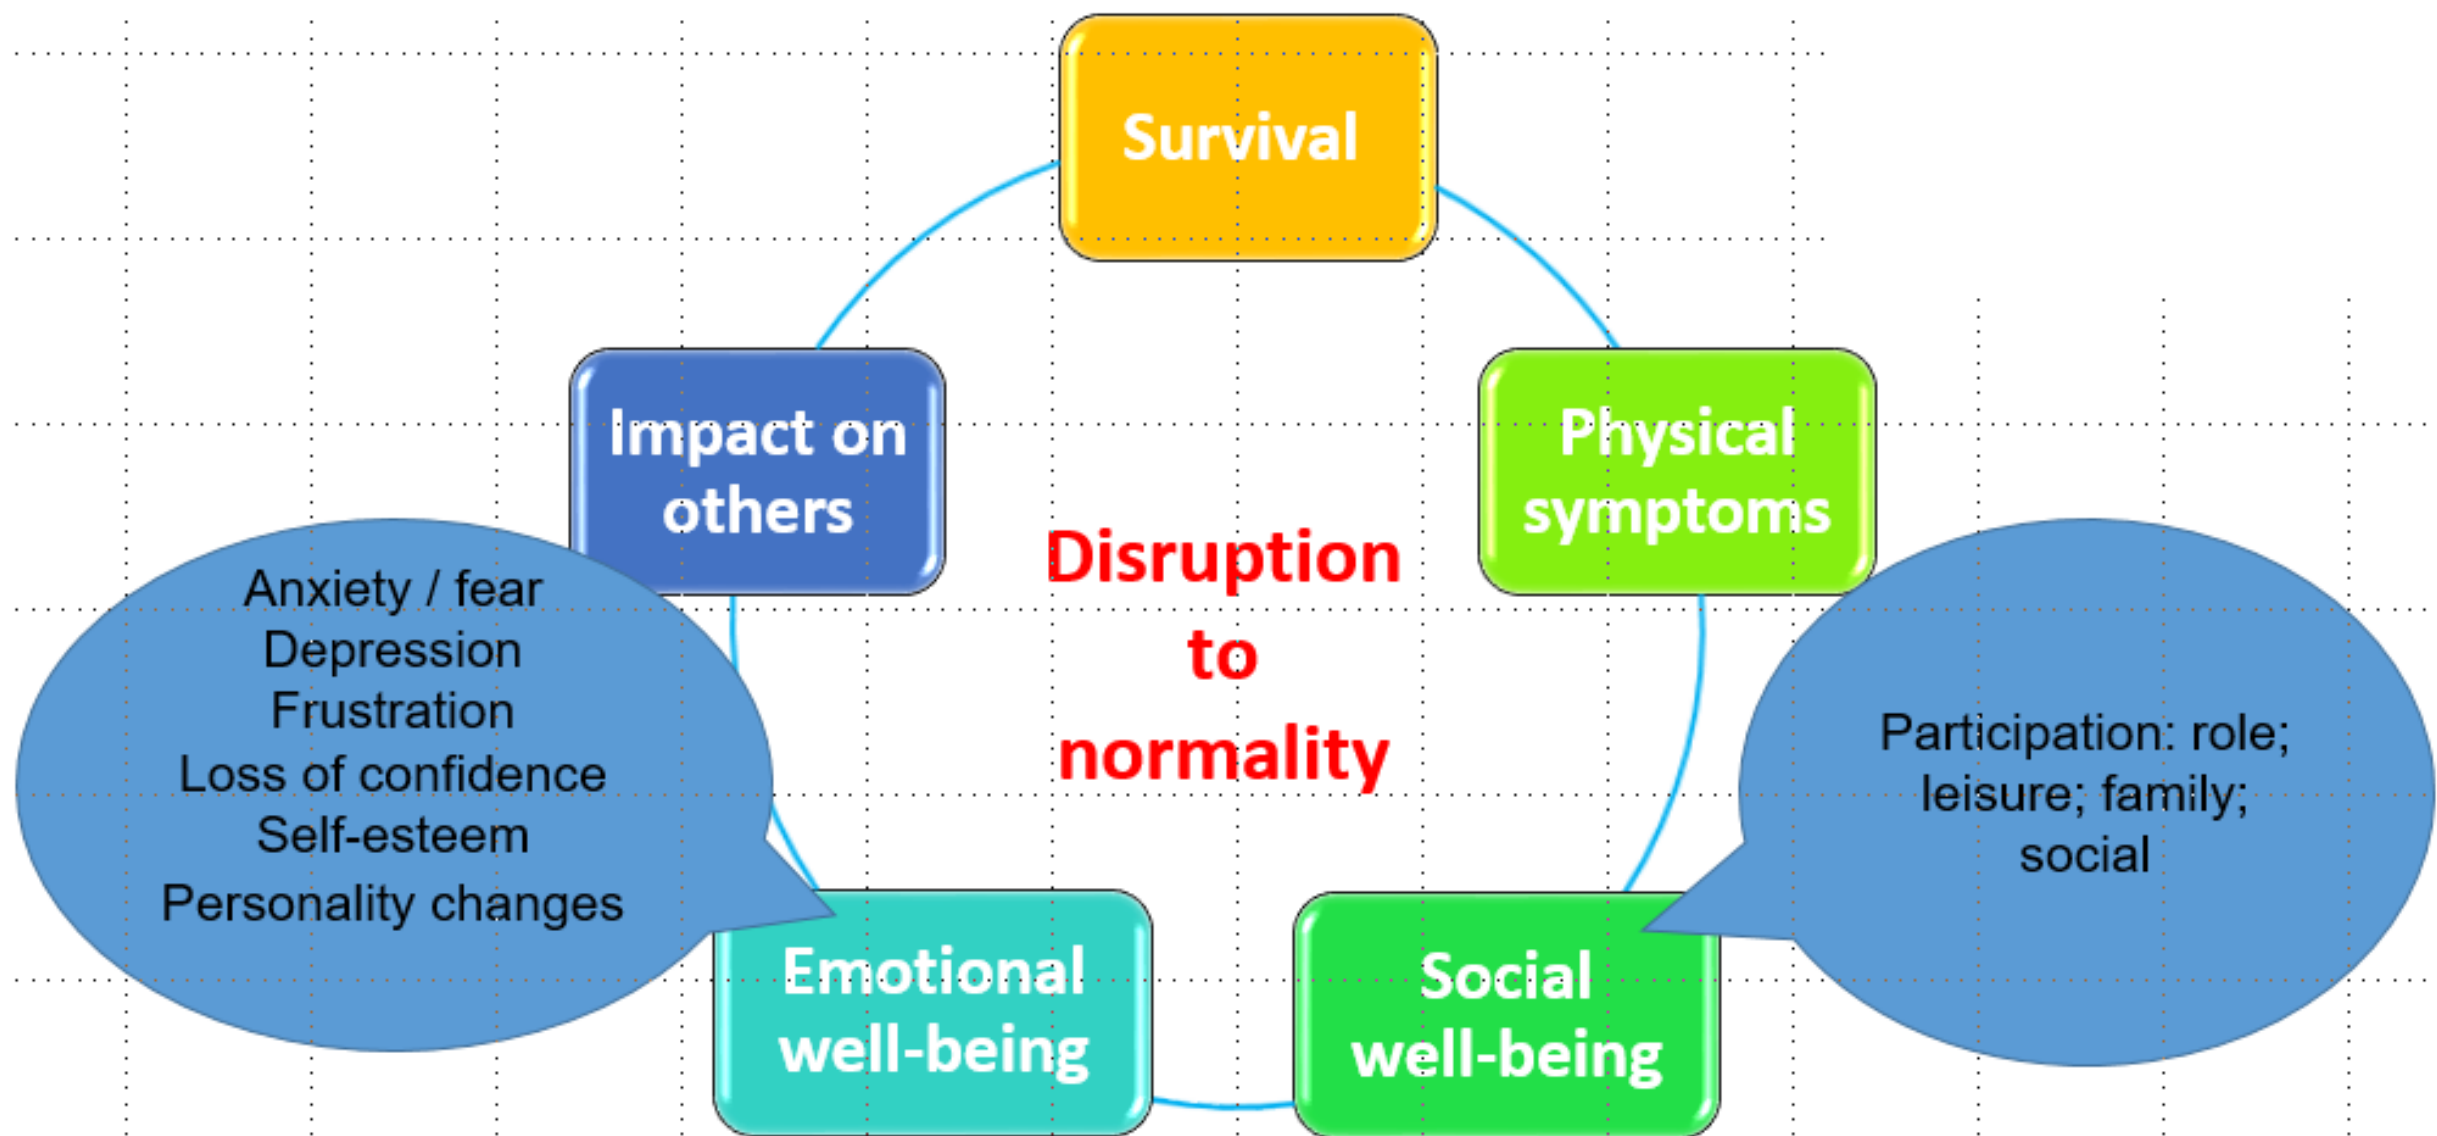 Survival
Impact on
others
Physical
symptoms
Disruption
to
normality
Anxiety / fear
Depression
Frustration
Loss of confidence
Self-esteem
Personality changes
Participation: role;
leisure; family;
social
Emotional
well-being
Social
well-being